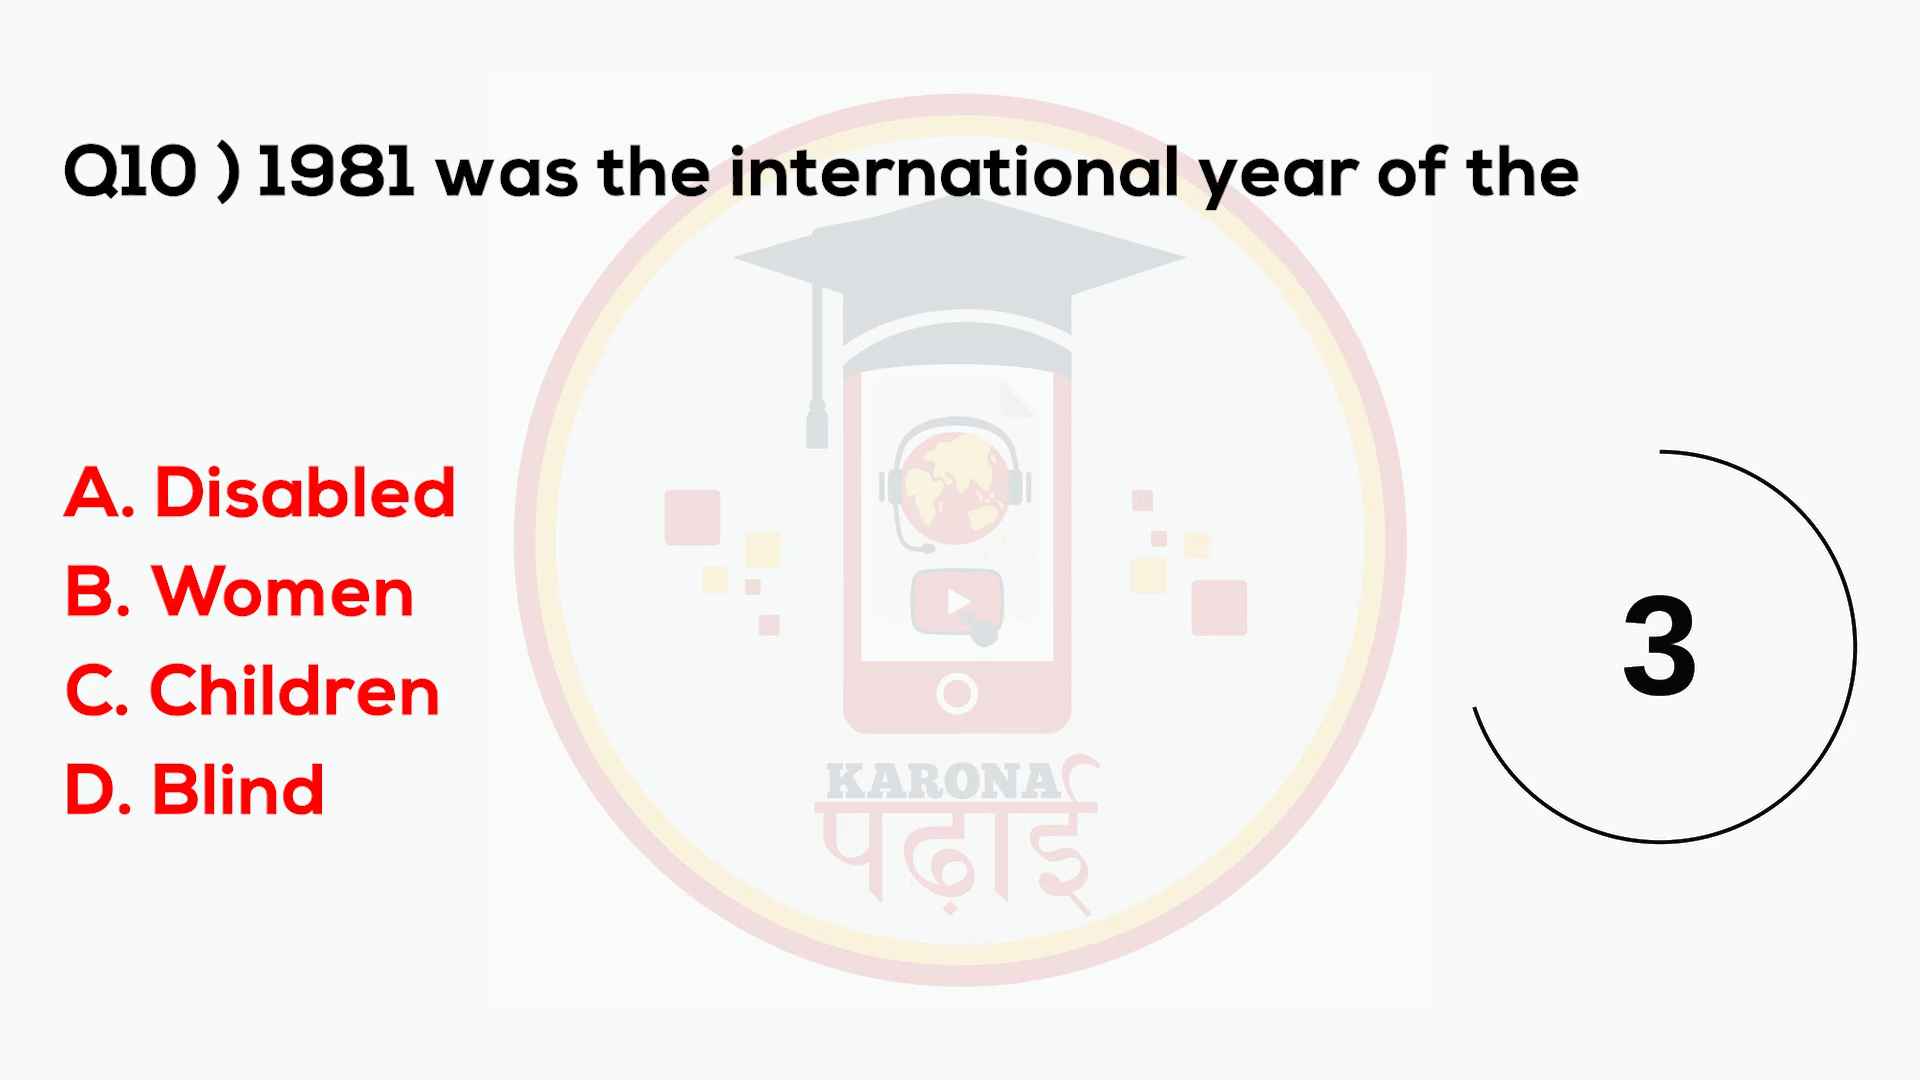 Q10 ) 1981 was the international year of the
A. Disabled
B. Women
C. Children
D. Blind
3
KARONA
पढ़ाई